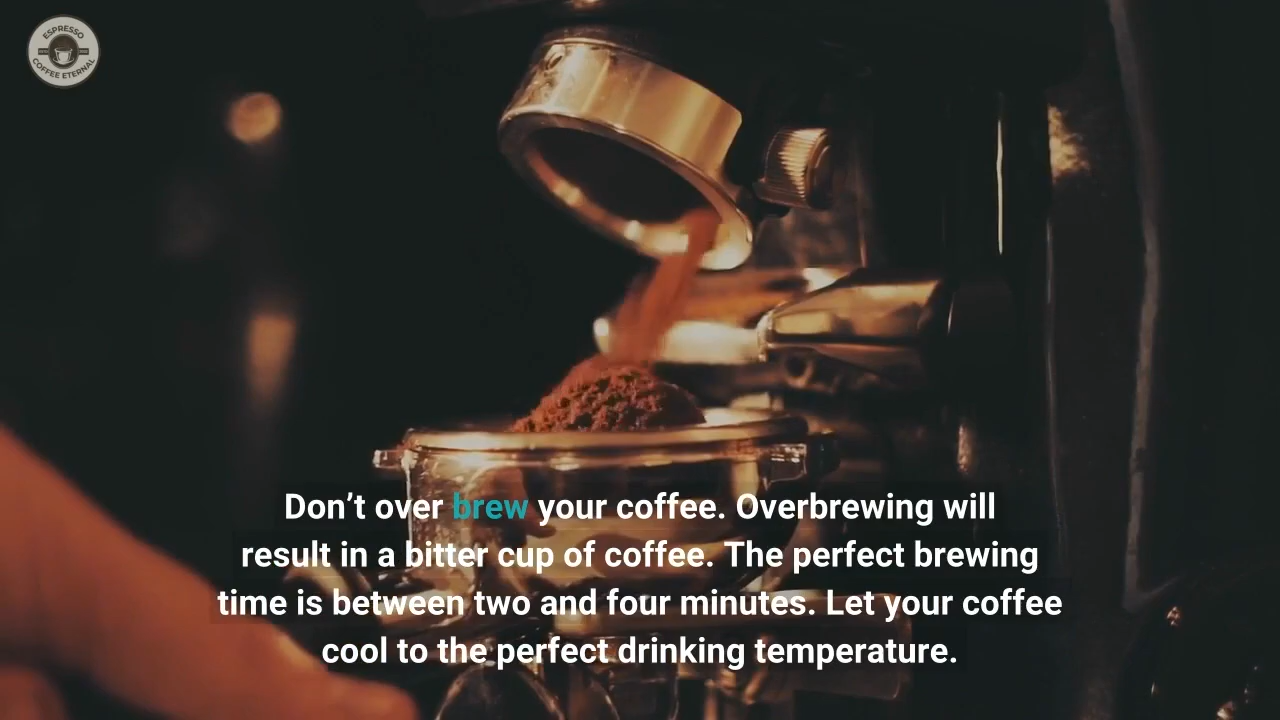 ESPRESSO
COFFEE ETERNAL
Don’t over brew your coffee. Overbrewing will
result in a bitter cup of coffee. The perfect brewing
time is between two and four minutes. Let your coffee
cool to the perfect drinking temperature.